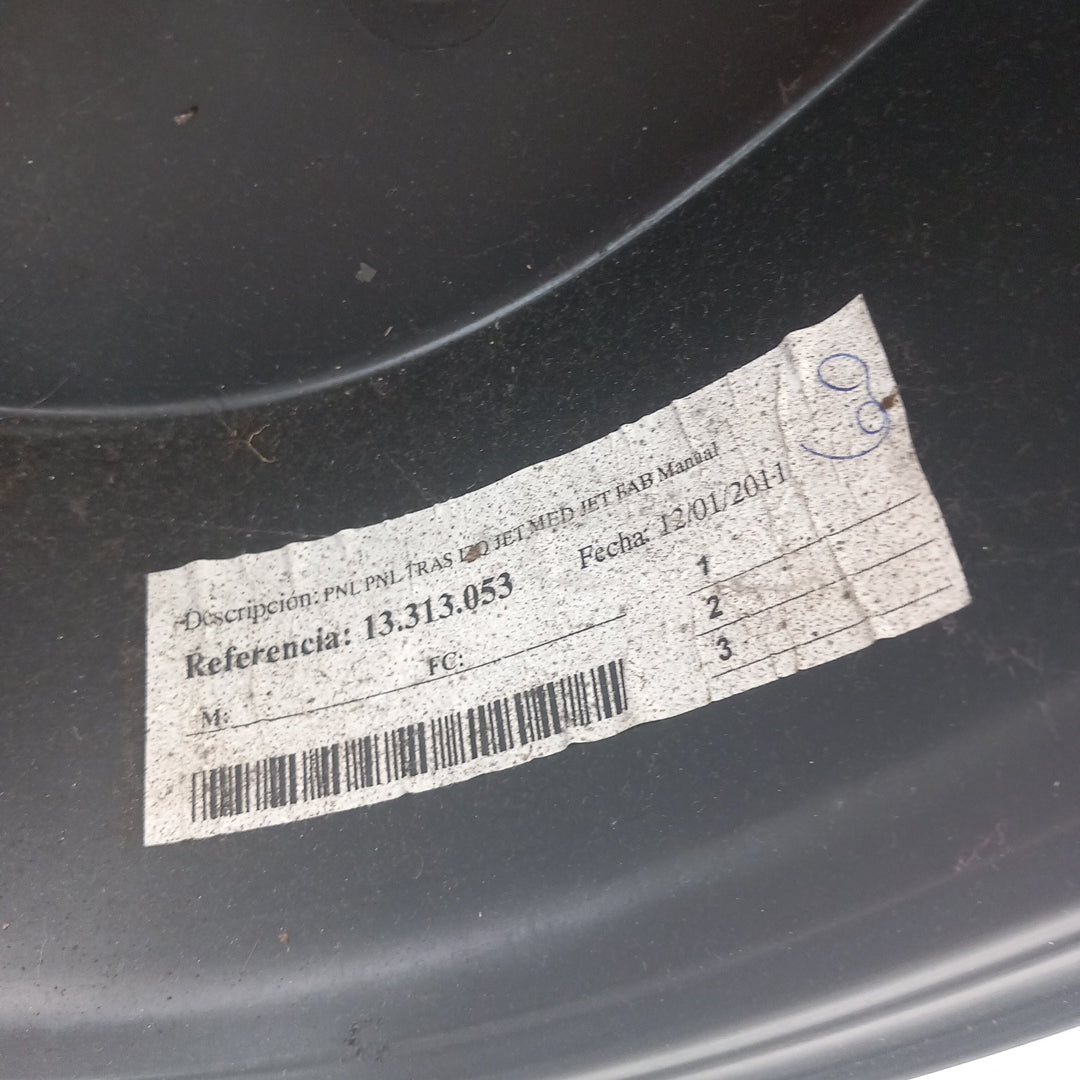 Descripción: PNL PNL TRAS IZQ JET MED JET FAB Manual
Referencia: 13.313.053
Fecha: 12/01/2011
M: FC:
1
2
3